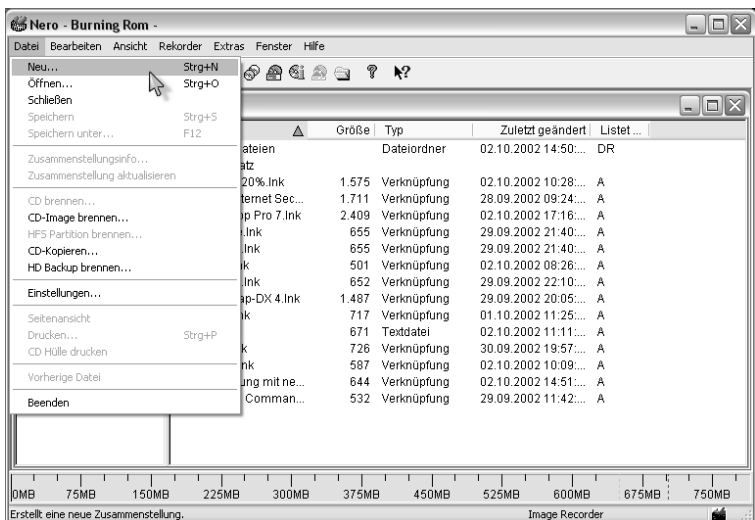 Nero - Burning Rom -
Datei Bearbeiten Ansicht Rekorder Extras Fenster Hilfe
Neu... Strg+N
Öffnen... Strg+O
Schließen
Speichern Strg+S
Speichern unter... F12
Zusammenstellungsinfo...
Zusammenstellung aktualisieren
CD brennen...
CD-Image brennen...
HFS Partition brennen...
CD-Kopieren...
HD Backup brennen...
Einstellungen...
Seitenansicht
Drucken... Strg+P
CD Hülle drucken
Vorherige Datei
Beenden
Größe Typ Zuletzt geändert Listet ...
ateien Dateiordner 02.10.2002 14:50:... DR
atz
20%.lnk 1.575 Verknüpfung 02.10.2002 10:28:... A
ternet Sec... 1.711 Verknüpfung 28.09.2002 09:24:... A
op Pro 7.lnk 2.409 Verknüpfung 02.10.2002 17:16:... A
e.lnk 655 Verknüpfung 29.09.2002 21:40:... A
.lnk 655 Verknüpfung 29.09.2002 21:40:... A
k 501 Verknüpfung 02.10.2002 08:26:... A
.lnk 652 Verknüpfung 29.09.2002 22:10:... A
ap-DX 4.lnk 1.487 Verknüpfung 29.09.2002 20:05:... A
k 717 Verknüpfung 01.10.2002 11:25:... A
671 Textdatei 02.10.2002 11:11:... A
k 726 Verknüpfung 30.09.2002 19:57:... A
nk 587 Verknüpfung 02.10.2002 10:09:... A
ung mit ne... 644 Verknüpfung 02.10.2002 14:51:... A
Comman... 532 Verknüpfung 29.09.2002 11:42:... A
0MB 75MB 150MB 225MB 300MB 375MB 450MB 525MB 600MB 675MB 750MB
Erstellt eine neue Zusammenstellung. Image Recorder